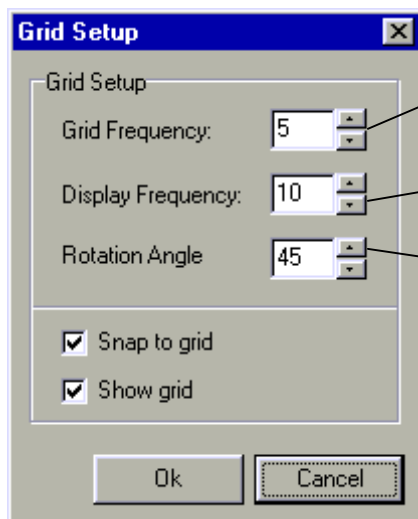 Grid Setup
Grid Setup
Grid Frequency: 5
Display Frequency: 10
Rotation Angle 45
Snap to grid
Show grid
Ok Cancel